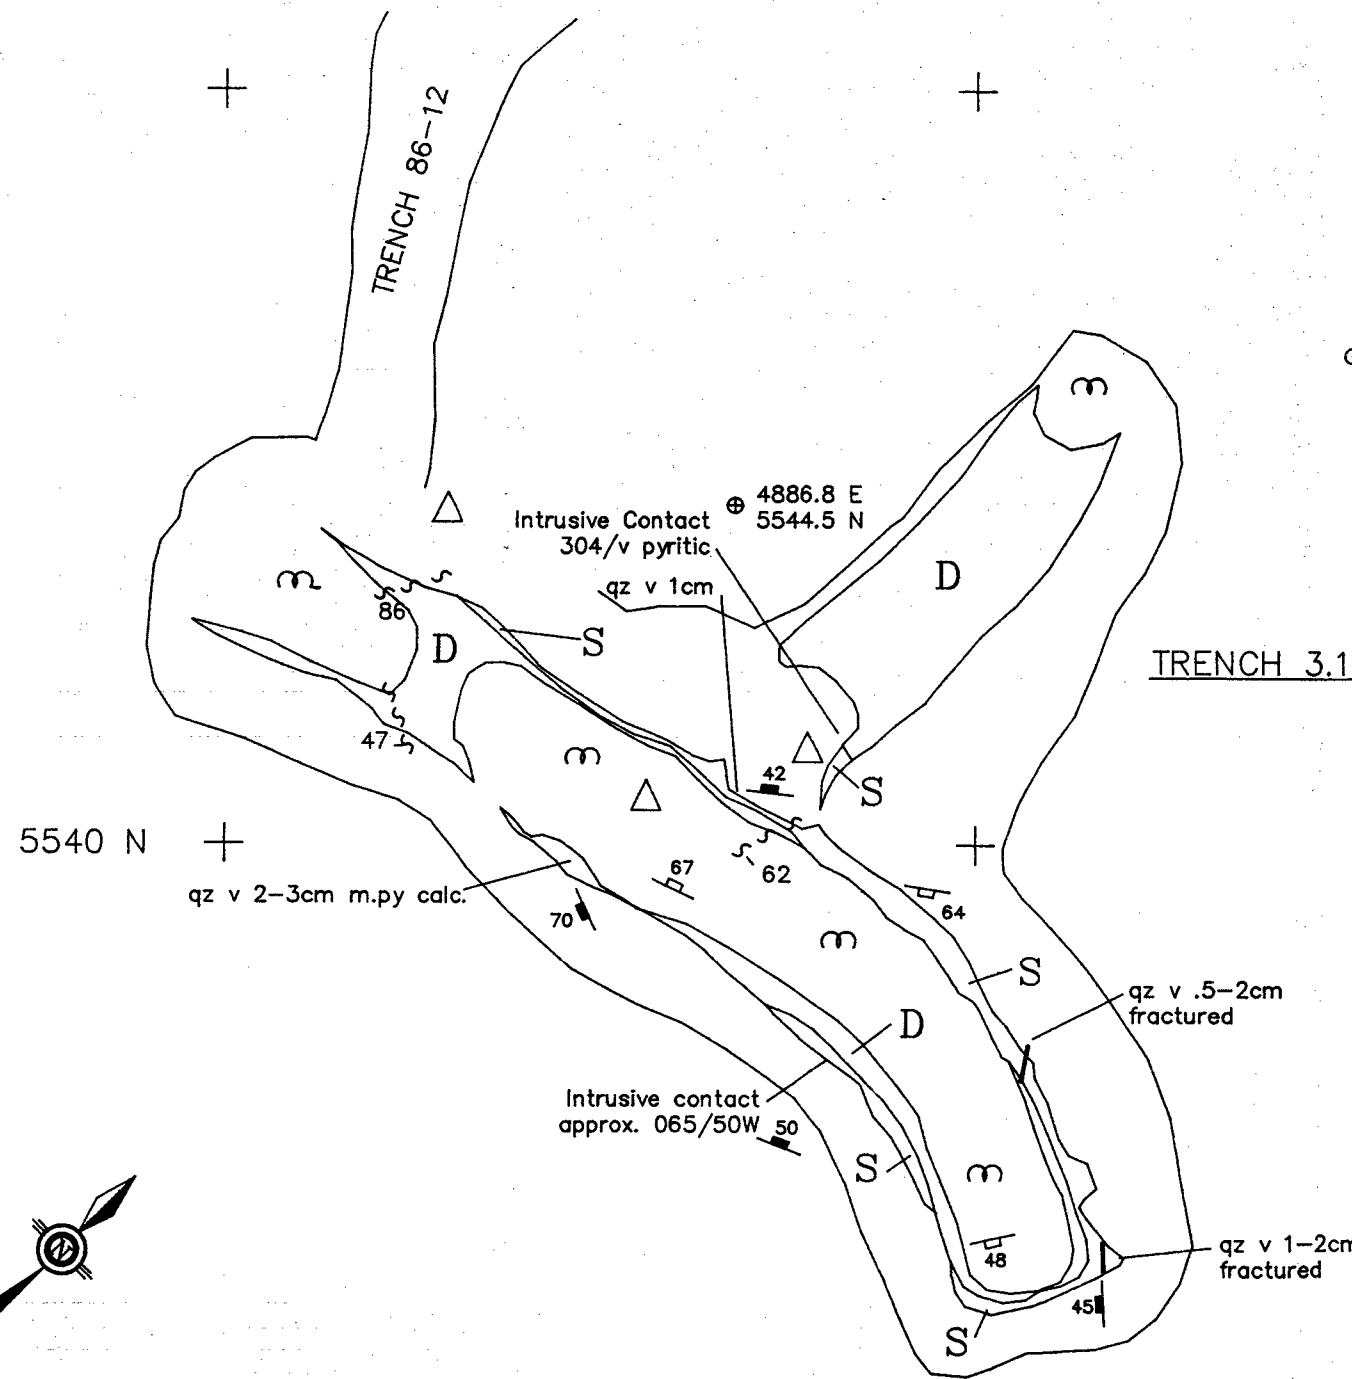 TRENCH 86-12
4886.8 E
5544.5 N
Intrusive Contact
304/v pyritic
qz v 1cm
D
86
D
S
TRENCH 3.1
47
42
S
5540 N
62
67
qz v 2-3cm m.py calc.
70
64
S
qz v .5-2cm
fractured
D
Intrusive contact
approx. 065/50W
50
S
N
48
qz v 1-2cm
fractured
45
S